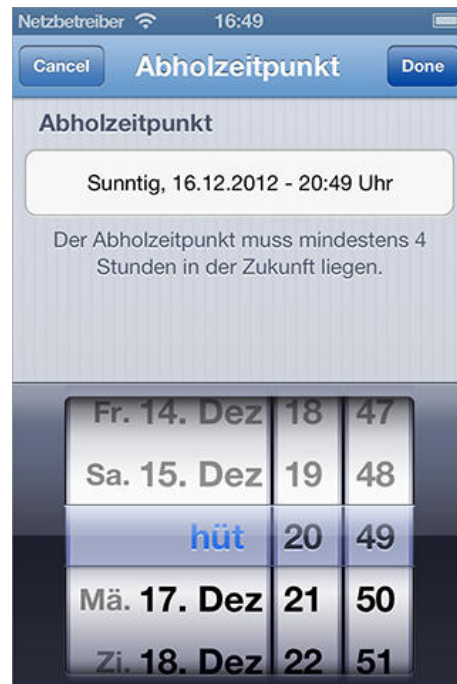 Netzbetreiber 16:49
Cancel Abholzeitpunkt Done
Abholzeitpunkt
Sunntig, 16.12.2012 - 20:49 Uhr
Der Abholzeitpunkt muss mindestens 4
Stunden in der Zukunft liegen.
Fr. 14. Dez 18 47
Sa. 15. Dez 19 48
hüt 20 49
Mä. 17. Dez 21 50
Zi. 18. Dez 22 51